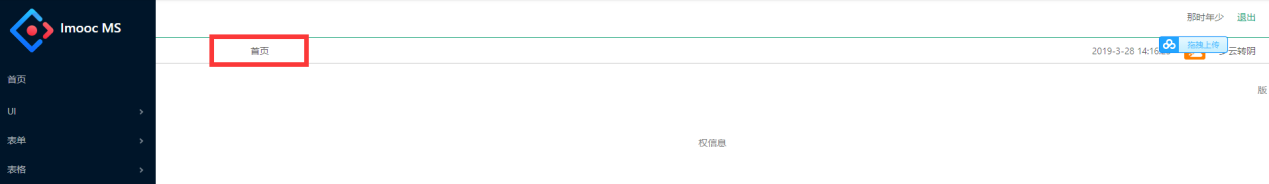 Imooc MS
那时年少 退出
首页
2019-3-28 14:16
拖拽上传
云转阴
首页
UI
表单
表格
版
权信息